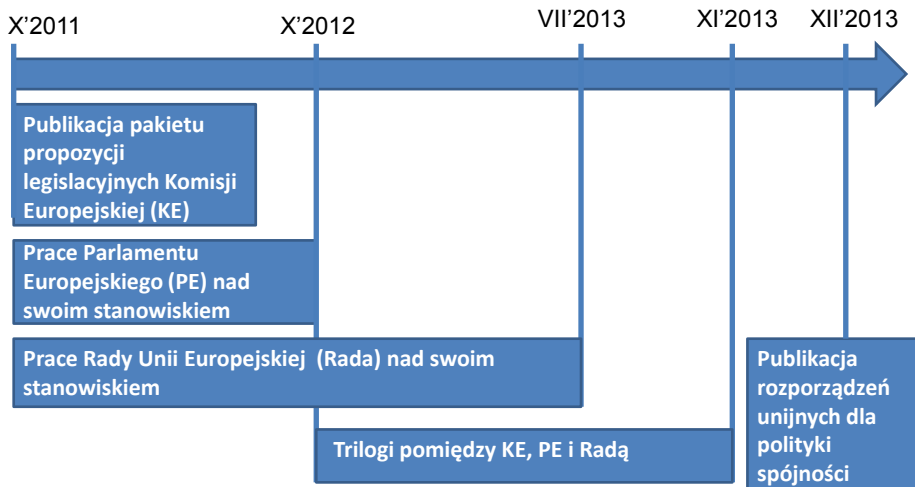 X'2011 X'2012 VII'2013 XI'2013 XII'2013
Publikacja pakietu
propozycji
legislacyjnych Komisji
Europejskiej (KE)
Prace Parlamentu
Europejskiego (PE) nad
swoim stanowiskiem
Prace Rady Unii Europejskiej (Rada) nad swoim
stanowiskiem
Trilogi pomiędzy KE, PE i Radą
Publikacja
rozporządzeń
unijnych dla
polityki
spójności